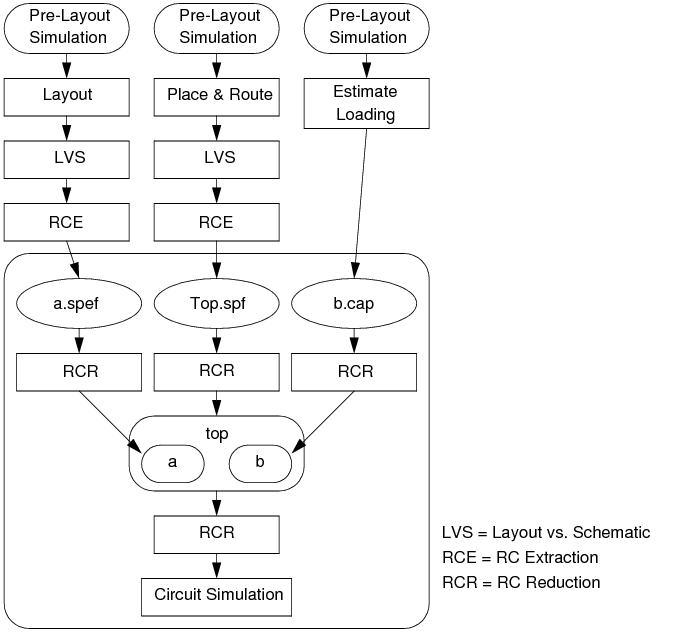 Pre-Layout
Simulation
Pre-Layout
Simulation
Pre-Layout
Simulation
Layout
Place & Route
Estimate
Loading
LVS
LVS
RCE
RCE
a.spef
Top.spf
b.cap
RCR
RCR
RCR
top
a
b
RCR
Circuit Simulation
LVS = Layout vs. Schematic
RCE = RC Extraction
RCR = RC Reduction